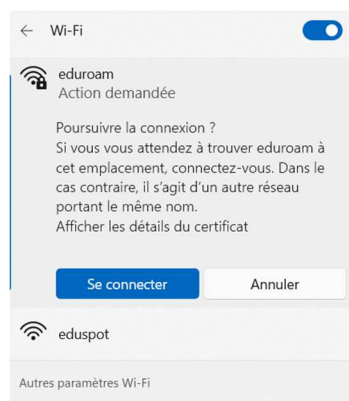 Wi-Fi
eduroam
Action demandée
Poursuivre la connexion ?
Si vous vous attendez à trouver eduroam à
cet emplacement, connectez-vous. Dans le
cas contraire, il s'agit d'un autre réseau
portant le même nom.
Afficher les détails du certificat
Se connecter Annuler
eduspot
Autres paramètres Wi-Fi